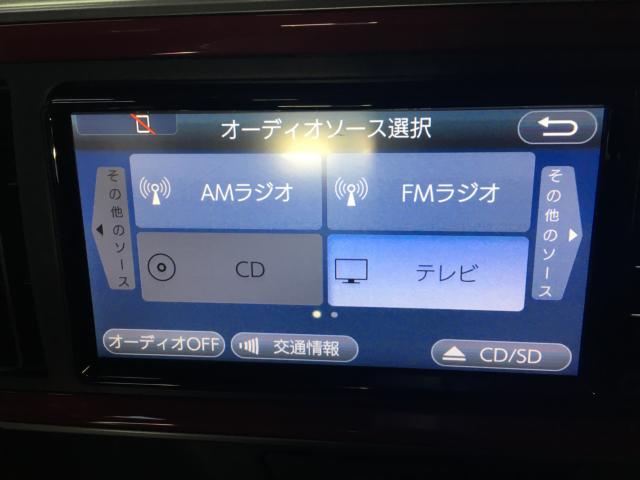 オーディオソース選択
その他のソース
AMラジオ
FMラジオ
その他のソース
CD
テレビ
オーディオOFF
交通情報
CD/SD